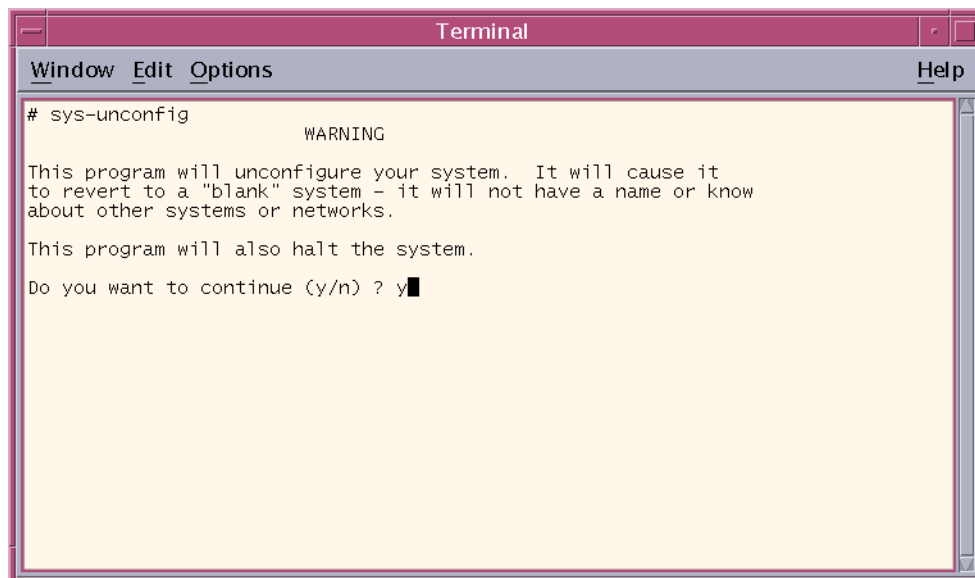 Terminal
Window Edit Options Help
# sys-unconfig
WARNING
This program will unconfigure your system.  It will cause it
to revert to a "blank" system - it will not have a name or know
about other systems or networks.
This program will also halt the system.
Do you want to continue (y/n) ? y